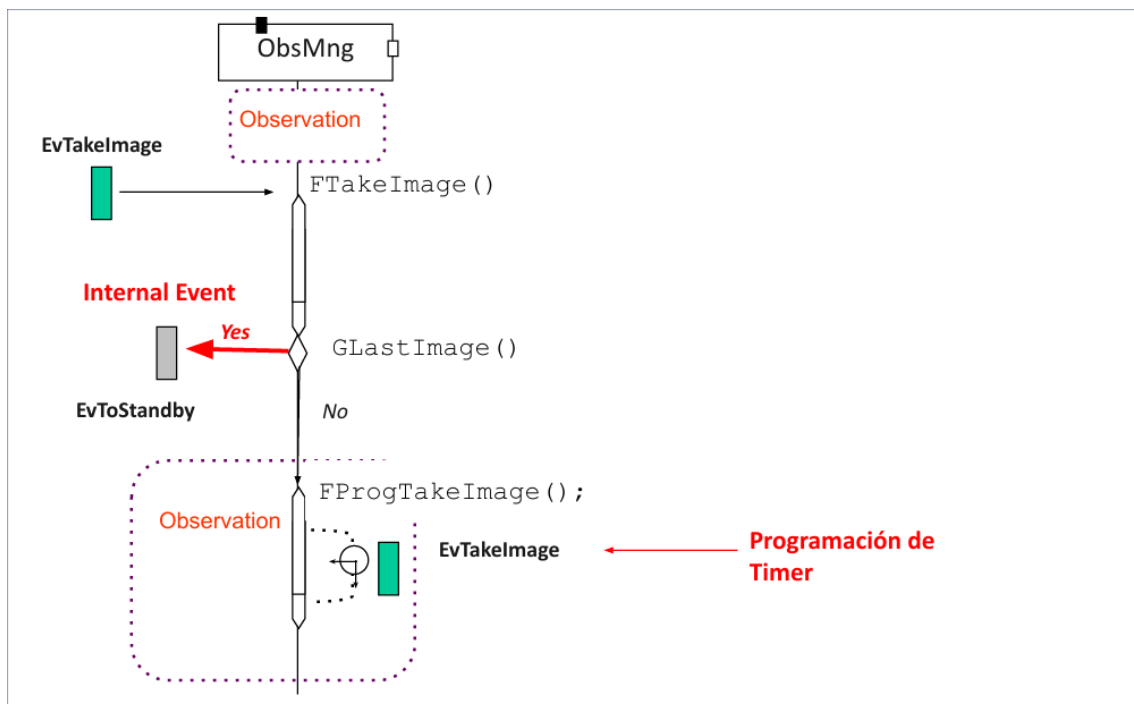 ObsMng
Observation
EvTakeImage
FTakeImage()
Internal Event
Yes
GLastImage()
EvToStandby
No
FProgTakeImage();
Observation
EvTakeImage
Programación de
Timer